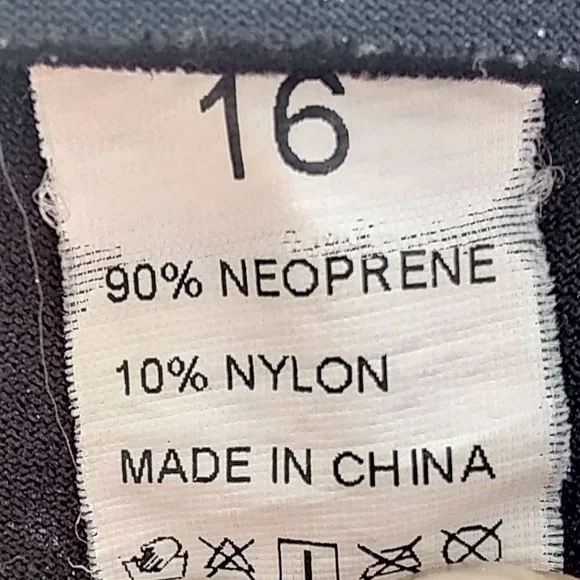 16
90% NEOPRENE
10% NYLON
MADE IN CHINA